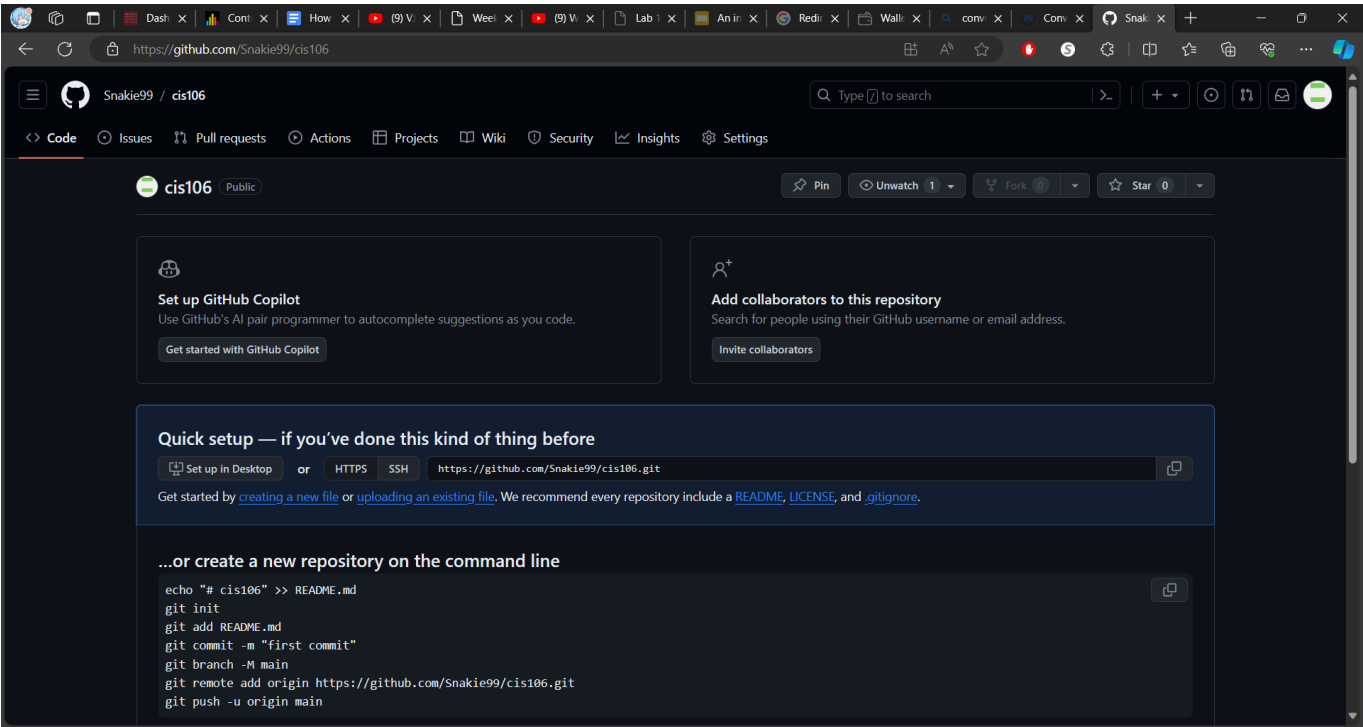 Dash
Cont
How
(9) V
Week
(9) W
Lab 1
An in
Redir
Walle
conv
Conv
Snak
https://github.com/Snakie99/cis106
Snakie99 / cis106
Type / to search
Code Issues Pull requests Actions Projects Wiki Security Insights Settings
cis106 Public
Pin Unwatch 1 Fork 0 Star 0
Set up GitHub Copilot
Use GitHub's AI pair programmer to autocomplete suggestions as you code.
Get started with GitHub Copilot
Add collaborators to this repository
Search for people using their GitHub username or email address.
Invite collaborators
Quick setup — if you've done this kind of thing before
Set up in Desktop or HTTPS SSH https://github.com/Snakie99/cis106.git
Get started by creating a new file or uploading an existing file. We recommend every repository include a README, LICENSE, and .gitignore.
...or create a new repository on the command line
echo "# cis106" >> README.md
git init
git add README.md
git commit -m "first commit"
git branch -M main
git remote add origin https://github.com/Snakie99/cis106.git
git push -u origin main